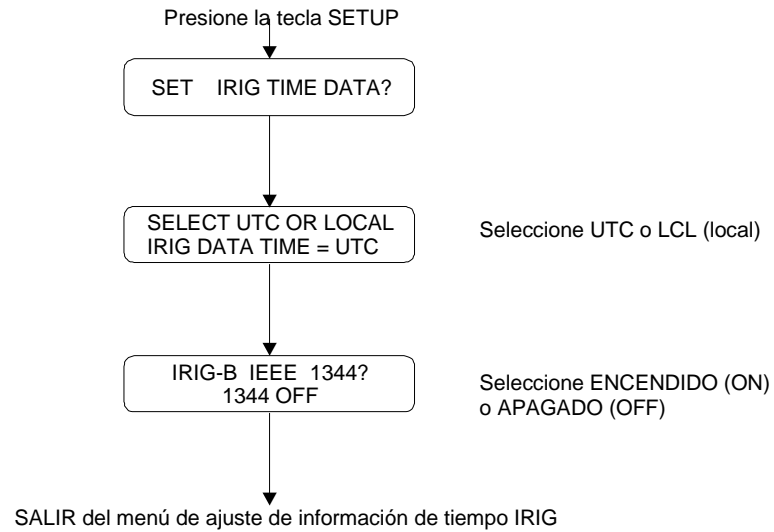 Presione la tecla SETUP
SET IRIG TIME DATA?
SELECT UTC OR LOCAL
IRIG DATA TIME = UTC
Seleccione UTC o LCL (local)
IRIG-B IEEE 1344?
1344 OFF
Seleccione ENCENDIDO (ON)
o APAGADO (OFF)
SALIR del menú de ajuste de información de tiempo IRIG